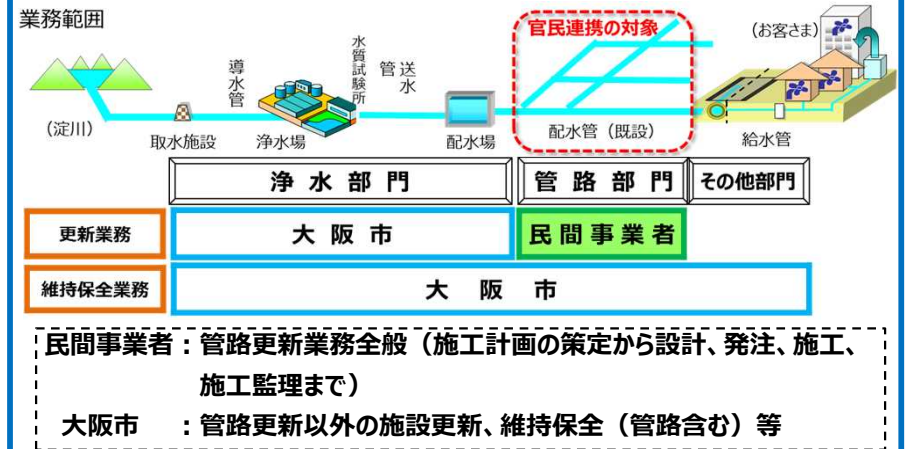 業務範囲
官民連携の対象
(お客さま)
導水管
水質試験所
送水管
(淀川)
取水施設
浄水場
配水場
配水管（既設）
給水管
浄水部門
管路部門
その他部門
更新業務
大阪市
民間事業者
維持保全業務
大阪市
民間事業者：管路更新業務全般（施工計画の策定から設計、発注、施工、
施工監理まで）
大阪市　：管路更新以外の施設更新、維持保全（管路含む）等